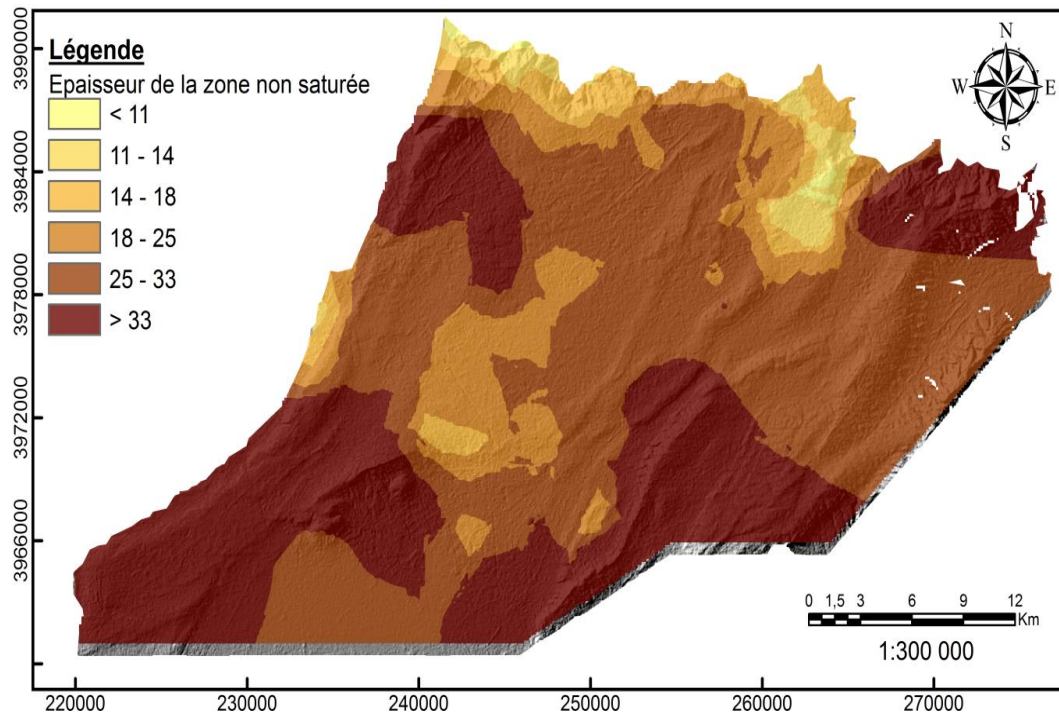 Légende
Epaisseur de la zone non saturée
< 11
11 - 14
14 - 18
18 - 25
25 - 33
> 33
N
W E
S
3990000
3984000
3978000
3972000
3966000
0 1,5 3 6 9 12
Km
1:300 000
220000 230000 240000 250000 260000 270000